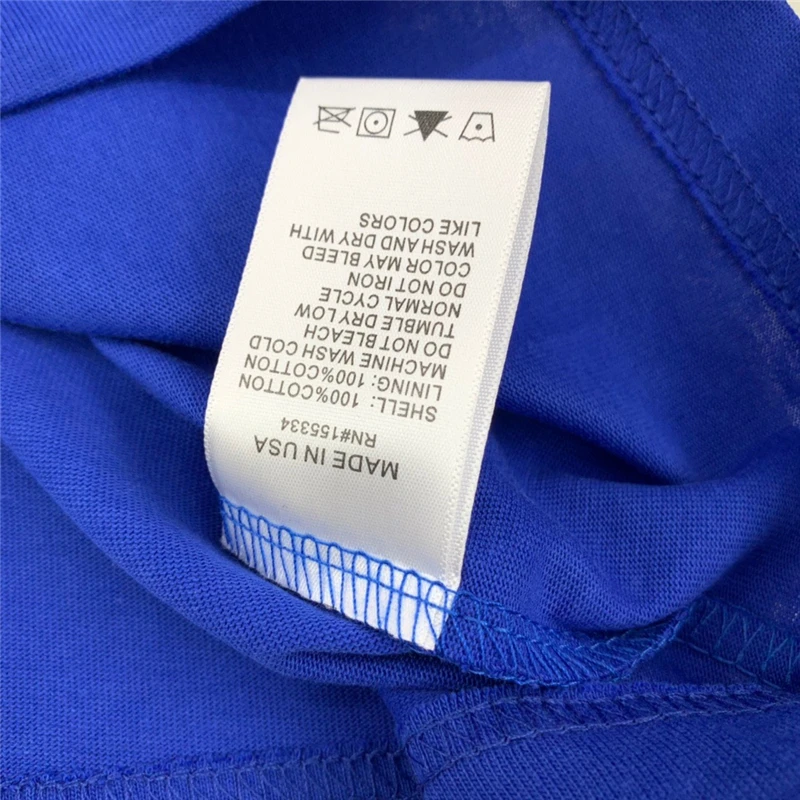 MADE IN USA
RN#155334
SHELL: 100%COTTON
LINING: 100%COTTON
MACHINE WASH COLD
DO NOT BLEACH
TUMBLE DRY LOW
NORMAL CYCLE
DO NOT IRON
COLOR MAY BLEED
WASH AND DRY WITH
LIKE COLORS